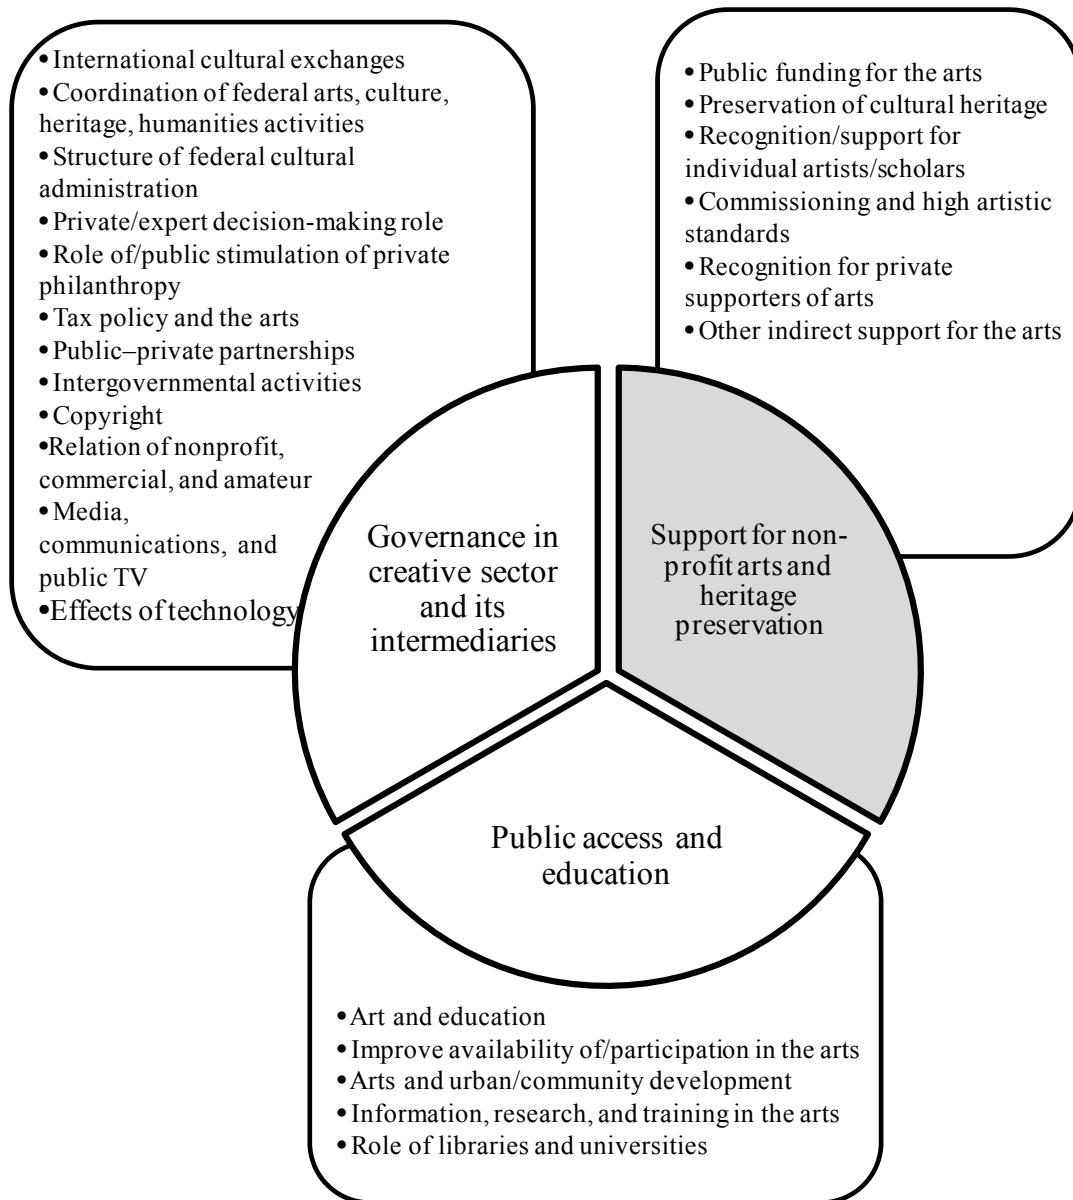 •International cultural exchanges
•Coordination of federal arts, culture,
heritage, humanities activities
•Structure of federal cultural
administration
•Private/expert decision-making role
•Role of/public stimulation of private
philanthropy
•Tax policy and the arts
•Public–private partnerships
•Intergovernmental activities
•Copyright
•Relation of nonprofit,
commercial, and amateur
•Media,
communications, and
public TV
•Effects of technology
•Public funding for the arts
•Preservation of cultural heritage
•Recognition/support for
individual artists/scholars
•Commissioning and high artistic
standards
•Recognition for private
supporters of arts
•Other indirect support for the arts
Governance in
creative sector
and its
intermediaries
Support for non-
profit arts and
heritage
preservation
Public access and
education
•Art and education
•Improve availability of/participation in the arts
•Arts and urban/community development
•Information, research, and training in the arts
•Role of libraries and universities